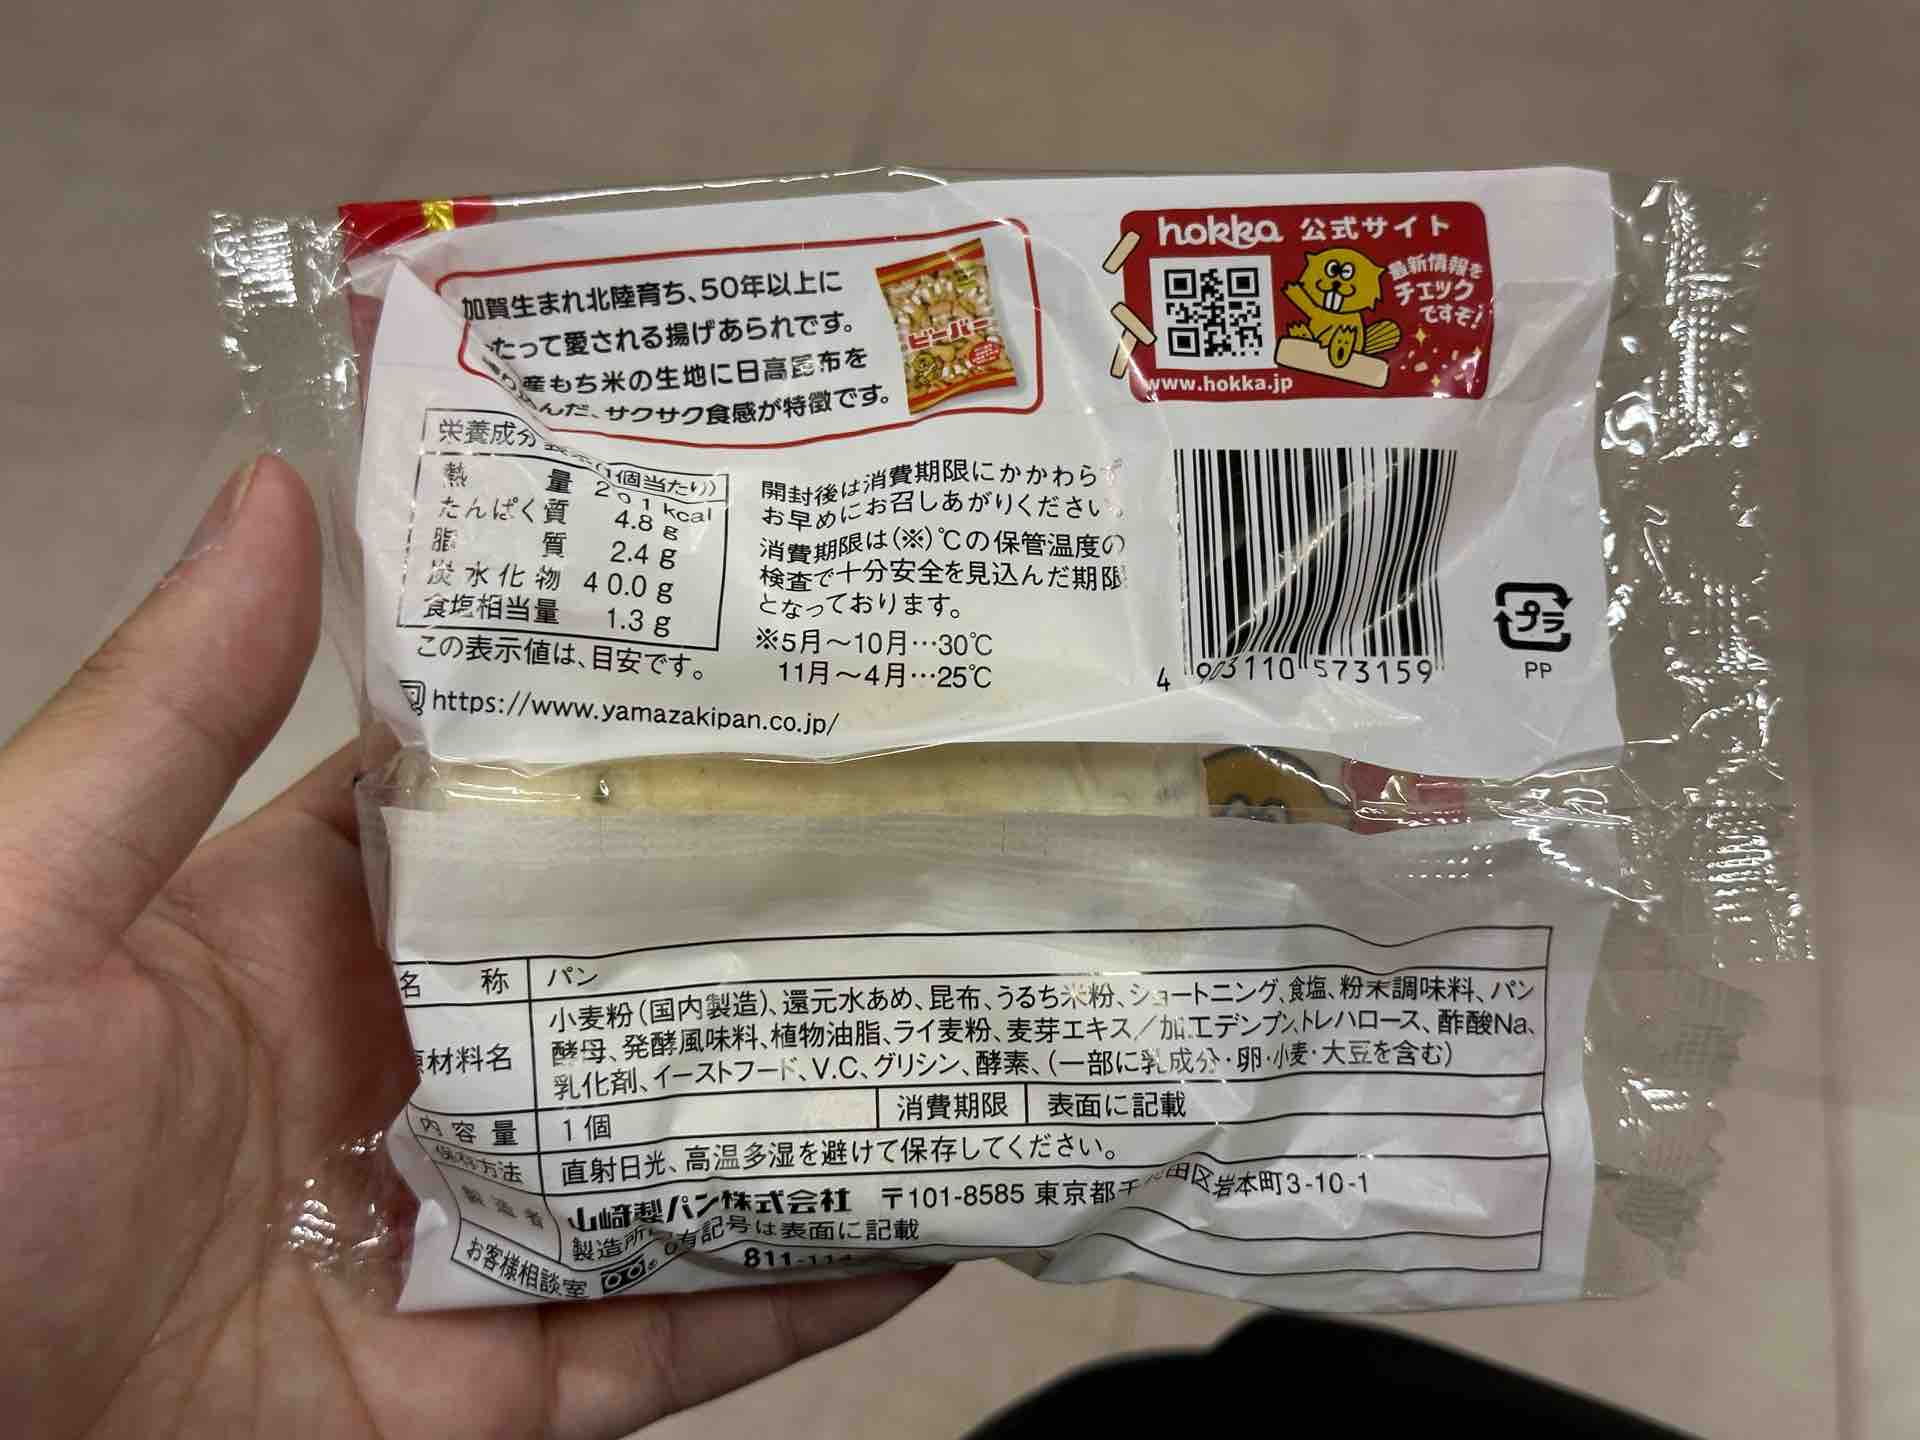 加賀生まれ北陸育ち、50年以上に
たって愛される揚げあられです。
産もち米の生地に日高昆布を
んだ、サクサク食感が特徴です。
ビーバー
hokka 公式サイト
最新情報を
チェック
ですぞ!
www.hokka.jp
栄養成分
(1個当たり)
熱量 201kcal
たんぱく質 4.8g
脂質 2.4g
炭水化物 40.0g
食塩相当量 1.3g
この表示値は、目安です。
https://www.yamazakipan.co.jp/
開封後は消費期限にかかわらず
お早めにお召しあがりください。
消費期限は(※)℃の保管温度の
検査で十分安全を見込んだ期限
となっております。
※5月～10月…30℃
11月～4月…25℃
4 903110 573159
プラ
PP
名称 パン
原材料名 小麦粉(国内製造)、還元水あめ、昆布、うるち米粉、ショートニング、食塩、粉末調味料、パン
酵母、発酵風味料、植物油脂、ライ麦粉、麦芽エキス／加工デンプン、トレハロース、酢酸Na、
乳化剤、イーストフード、V.C、グリシン、酵素、(一部に乳成分・卵・小麦・大豆を含む)
内容量 1個 消費期限 表面に記載
保存方法 直射日光、高温多湿を避けて保存してください。
製造者 山崎製パン株式会社 〒101-8585 東京都千代田区岩本町3-10-1
製造所固有記号は表面に記載
お客様相談室